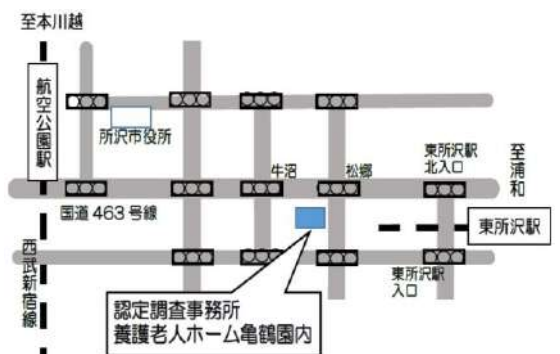 至本川越
航空公園駅
所沢市役所
牛沼
松郷
東所沢駅
北入口
至浦和
国道463号線
東所沢駅
西武新宿線
東所沢駅
入口
認定調査事務所
養護老人ホーム亀鶴園内